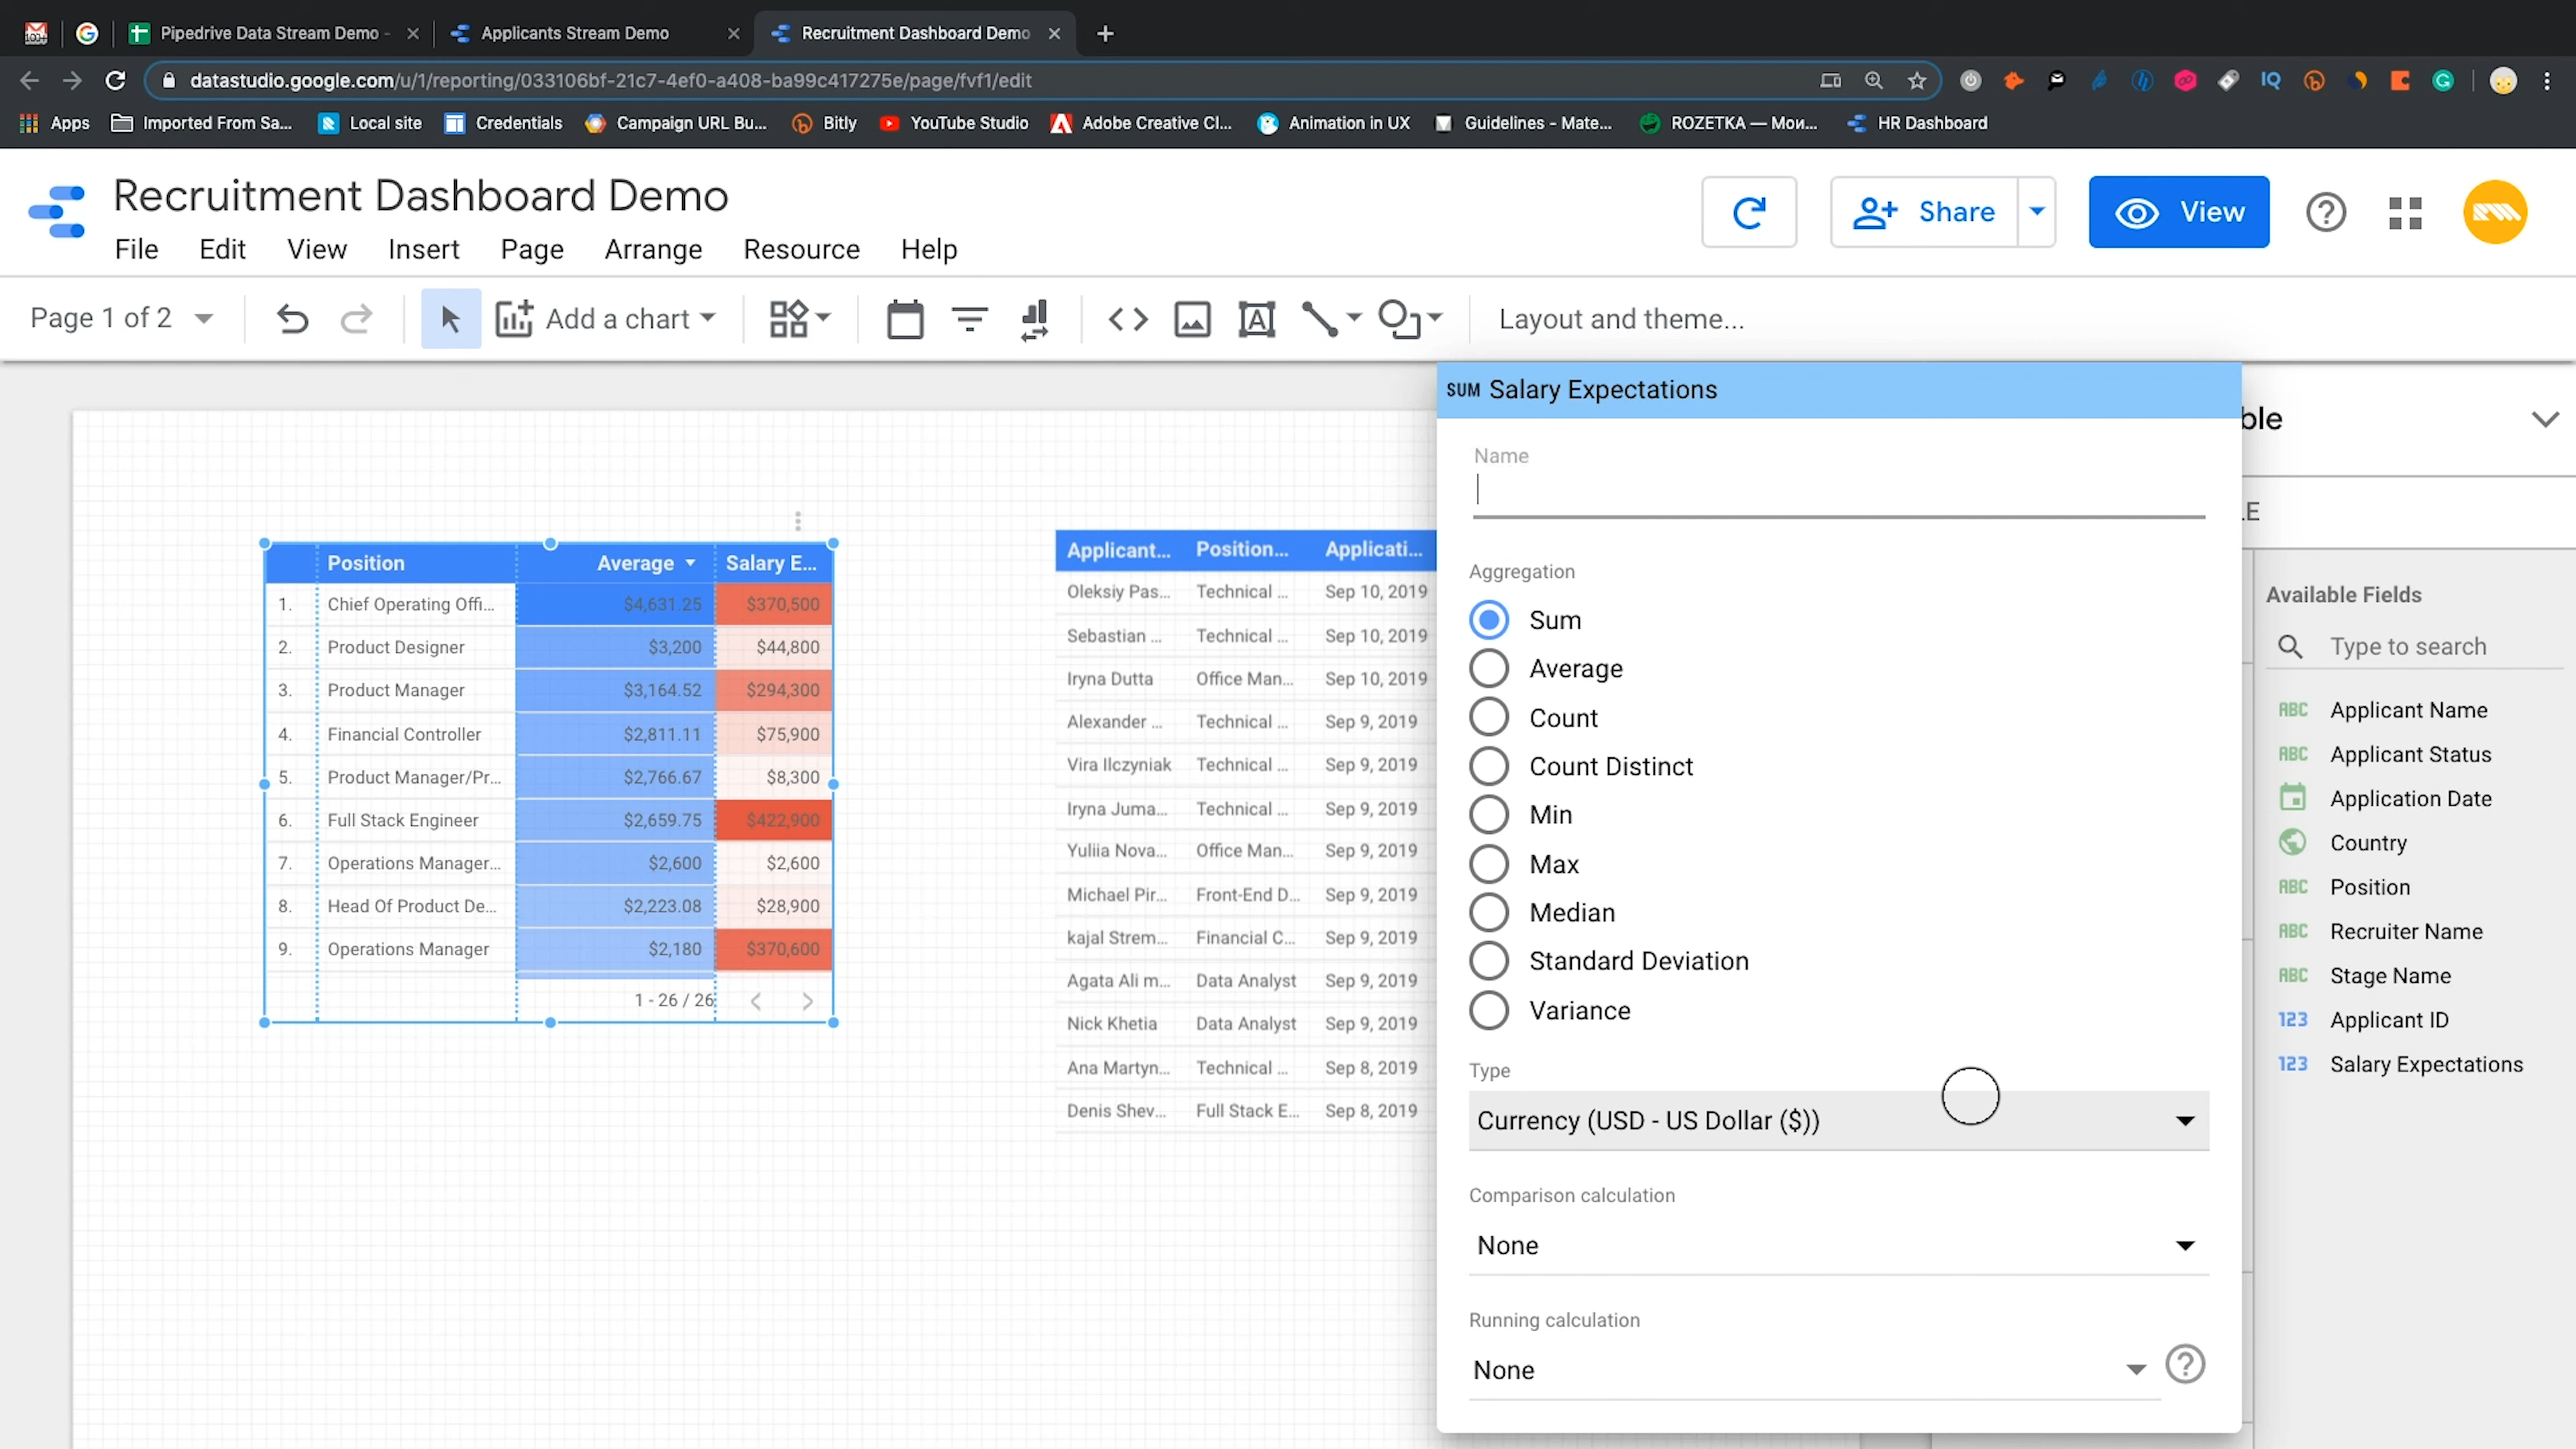 Pipedrive Data Stream Demo -
Applicants Stream Demo
Recruitment Dashboard Demo
datastudio.google.com/u/1/reporting/033106bf-21c7-4ef0-a408-ba99c417275e/page/fvf1/edit
Apps
Imported From Sa...
Local site
Credentials
Campaign URL Bu...
Bitly
YouTube Studio
Adobe Creative Cl...
Animation in UX
Guidelines - Mate...
ROZETKA — Мои...
HR Dashboard
Recruitment Dashboard Demo
File Edit View Insert Page Arrange Resource Help
Share
View
Page 1 of 2
Add a chart
Layout and theme...
Position Average Salary E...
1. Chief Operating Offi... $4,631.25 $370,500
2. Product Designer $3,200 $44,800
3. Product Manager $3,164.52 $294,300
4. Financial Controller $2,811.11 $75,900
5. Product Manager/Pr... $2,766.67 $8,300
6. Full Stack Engineer $2,659.75 $422,900
7. Operations Manager... $2,600 $2,600
8. Head Of Product De... $2,223.08 $28,900
9. Operations Manager $2,180 $370,600
1 - 26 / 26
Applicant... Position... Applicati...
Oleksiy Pas... Technical ... Sep 10, 2019
Sebastian ... Technical ... Sep 10, 2019
Iryna Dutta Office Man... Sep 10, 2019
Alexander ... Technical ... Sep 9, 2019
Vira Ilczyniak Technical ... Sep 9, 2019
Iryna Juma... Technical ... Sep 9, 2019
Yuliia Nova... Office Man... Sep 9, 2019
Michael Pir... Front-End D... Sep 9, 2019
kajal Strem... Financial C... Sep 9, 2019
Agata Ali m... Data Analyst Sep 9, 2019
Nick Khetia Data Analyst Sep 9, 2019
Ana Martyn... Technical ... Sep 8, 2019
Denis Shev... Full Stack E... Sep 8, 2019
SUM Salary Expectations
Name
Aggregation
Sum
Average
Count
Count Distinct
Min
Max
Median
Standard Deviation
Variance
Type
Currency (USD - US Dollar ($))
Comparison calculation
None
Running calculation
None
ble
LE
Available Fields
Type to search
ABC Applicant Name
ABC Applicant Status
Application Date
Country
ABC Position
ABC Recruiter Name
ABC Stage Name
123 Applicant ID
123 Salary Expectations